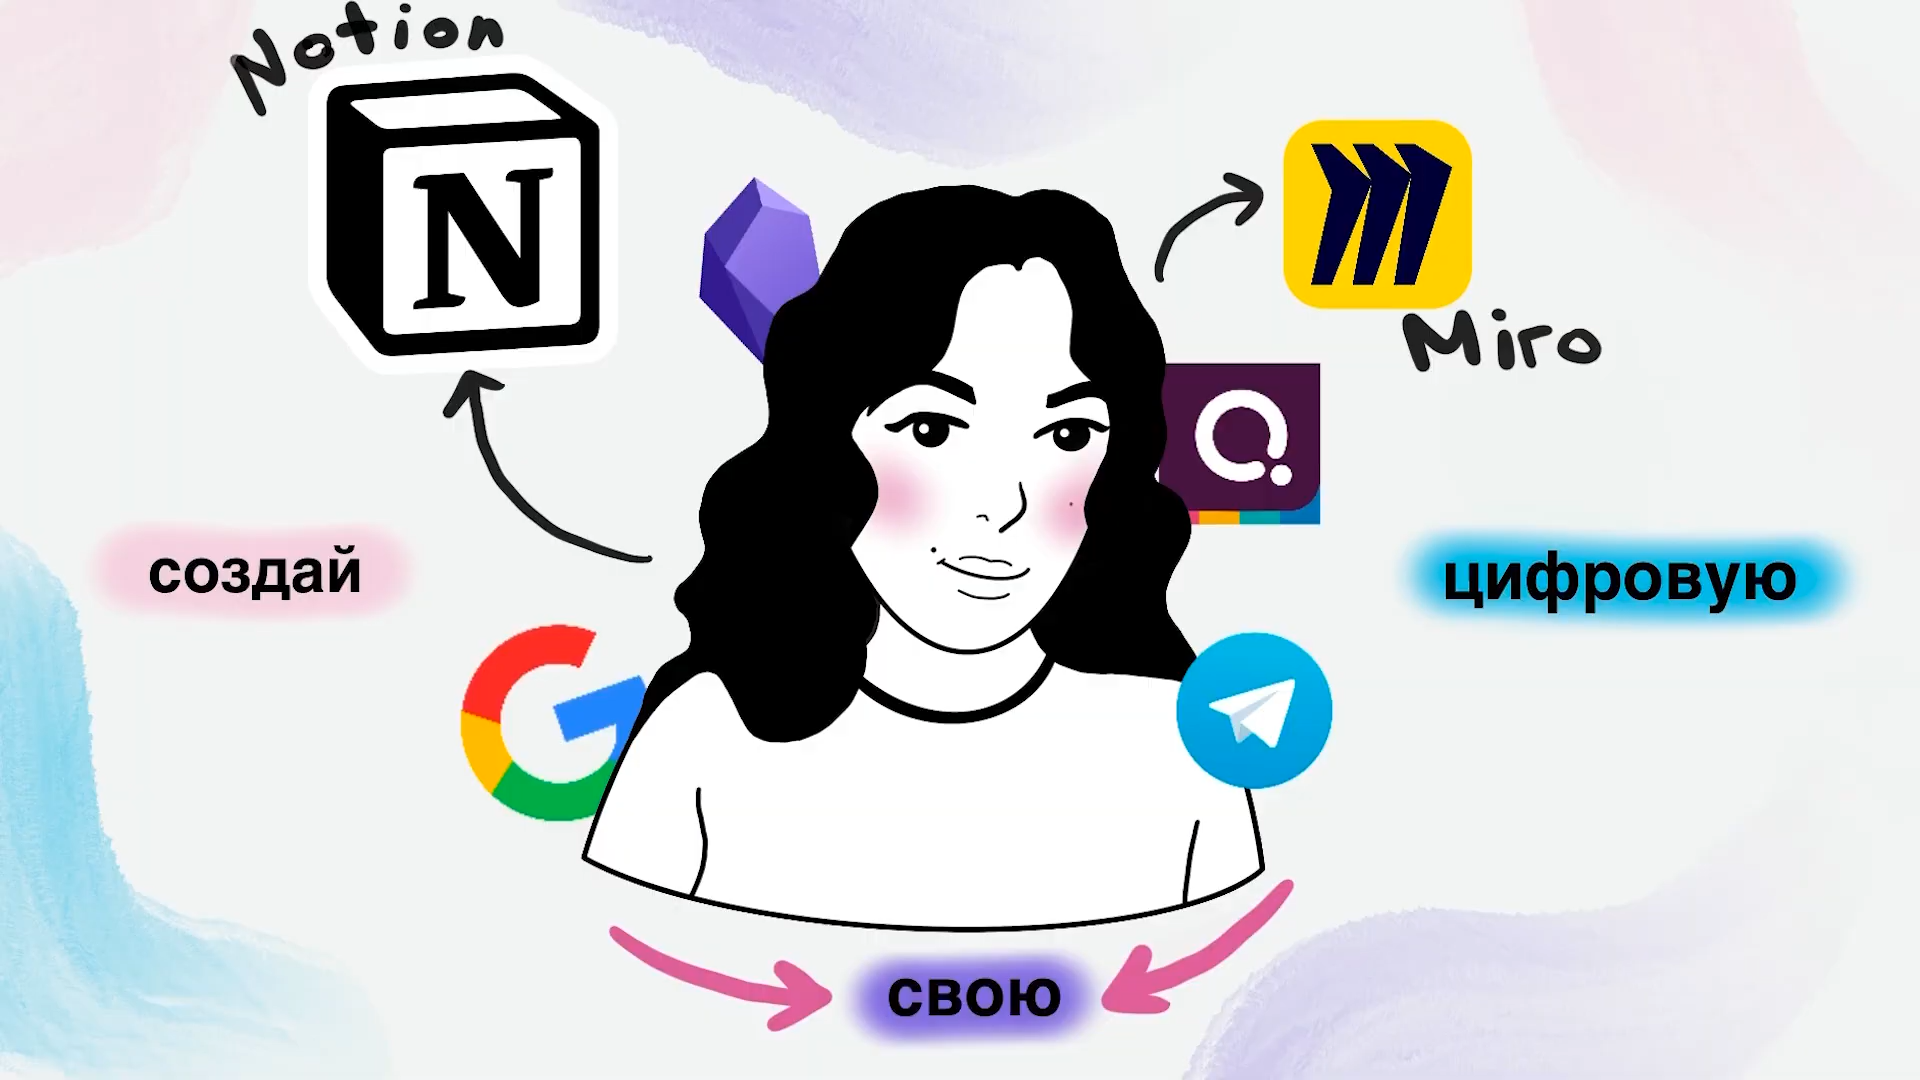 Notion
N
Miro
создай
цифровую
свою